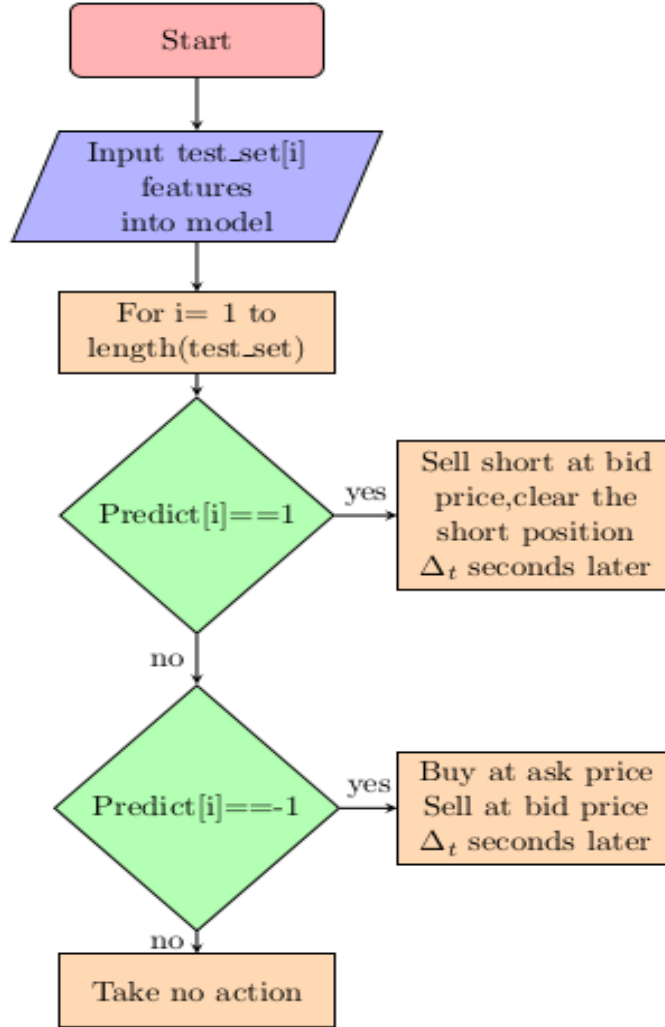 Start
Input test_set[i]
features
into model
For i= 1 to
length(test_set)
Predict[i]==1
yes
Sell short at bid
price,clear the
short position
Δt seconds later
no
Predict[i]==-1
yes
Buy at ask price
Sell at bid price
Δt seconds later
no
Take no action